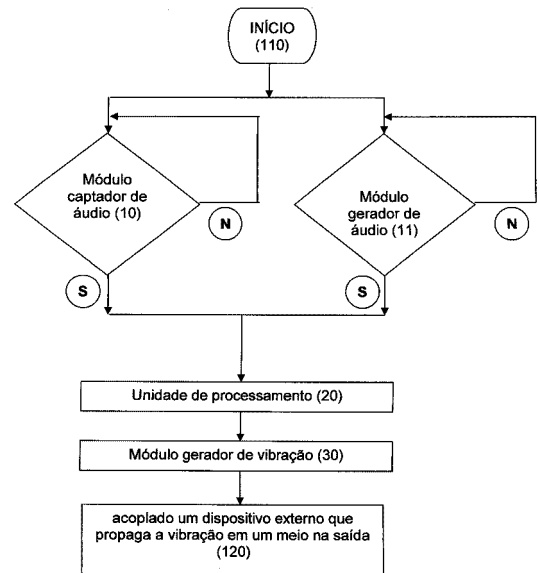 INÍCIO
(110)
Módulo
captador de
áudio (10)
N
Módulo
gerador de
áudio (11)
N
S
S
Unidade de processamento (20)
Módulo gerador de vibração (30)
acoplado um dispositivo externo que
propaga a vibração em um meio na saída
(120)